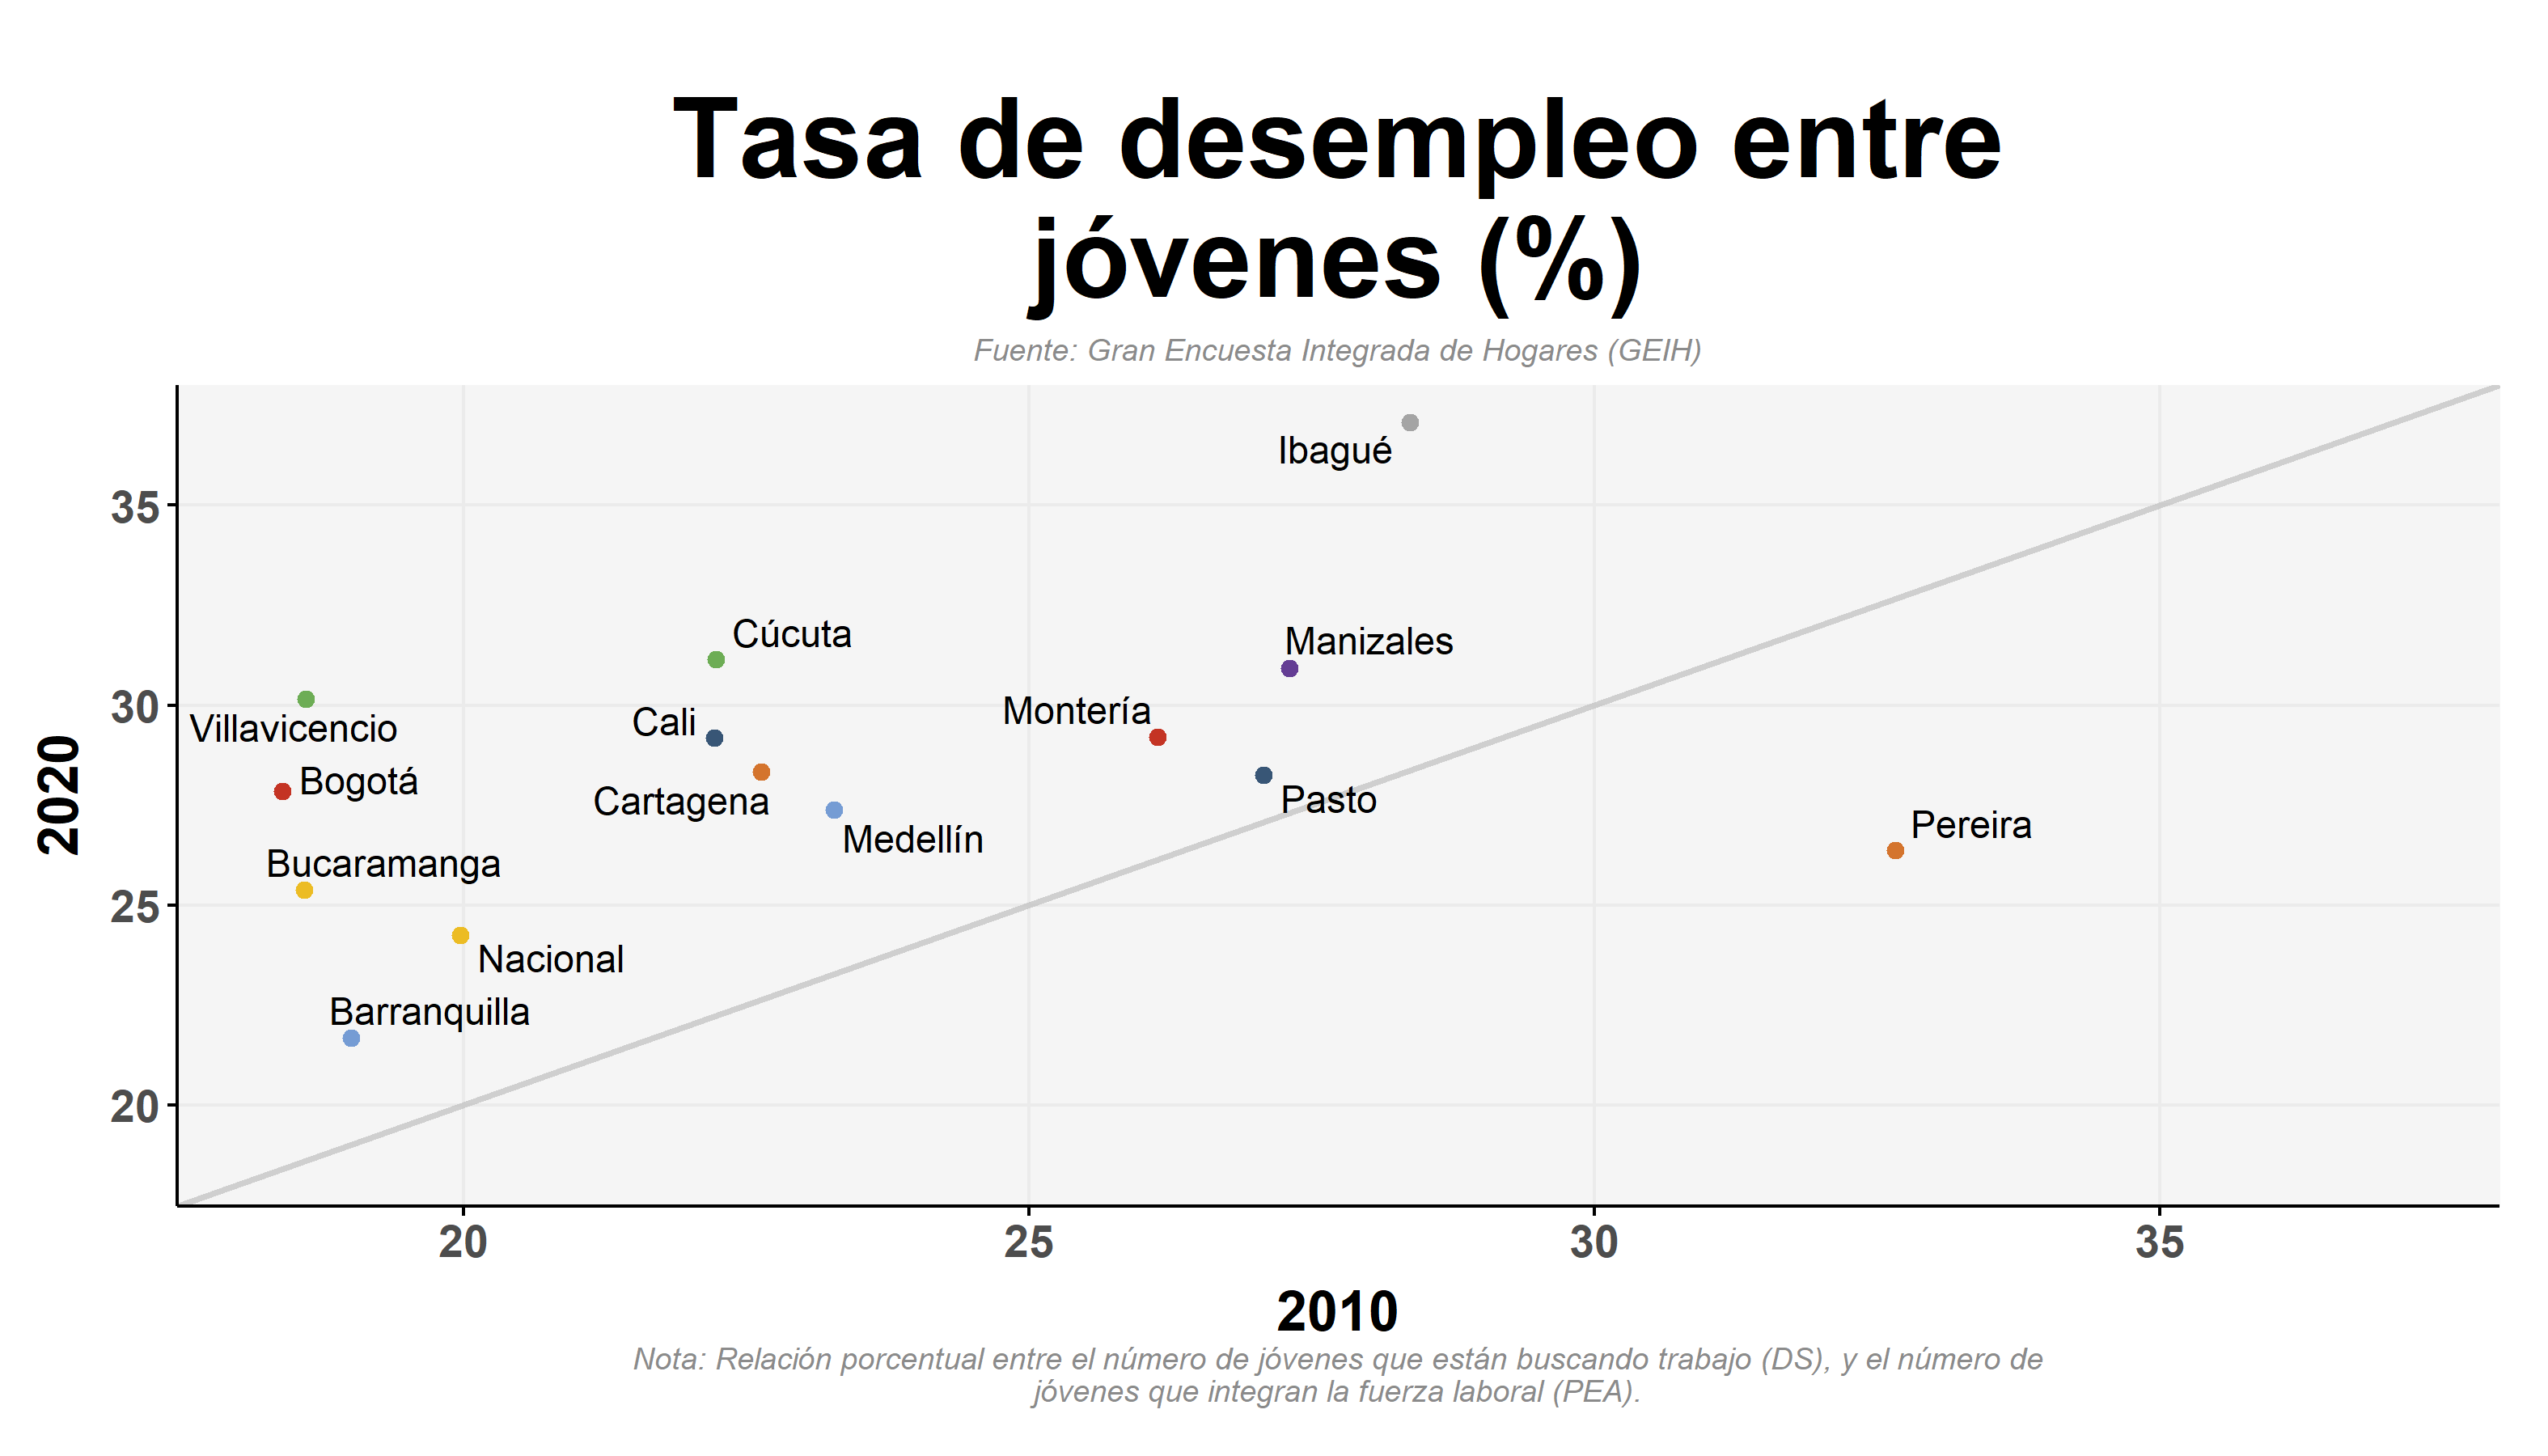 Tasa de desempleo entre
jóvenes (%)
Fuente: Gran Encuesta Integrada de Hogares (GEIH)
Ibagué
35
Cúcuta
Manizales
30
Montería
Cali
Villavicencio
Bogotá
Cartagena
Pasto
2020
Medellín
Pereira
Bucaramanga
25
Nacional
Barranquilla
20
20
25
30
35
2010
Nota: Relación porcentual entre el número de jóvenes que están buscando trabajo (DS), y el número de
jóvenes que integran la fuerza laboral (PEA).